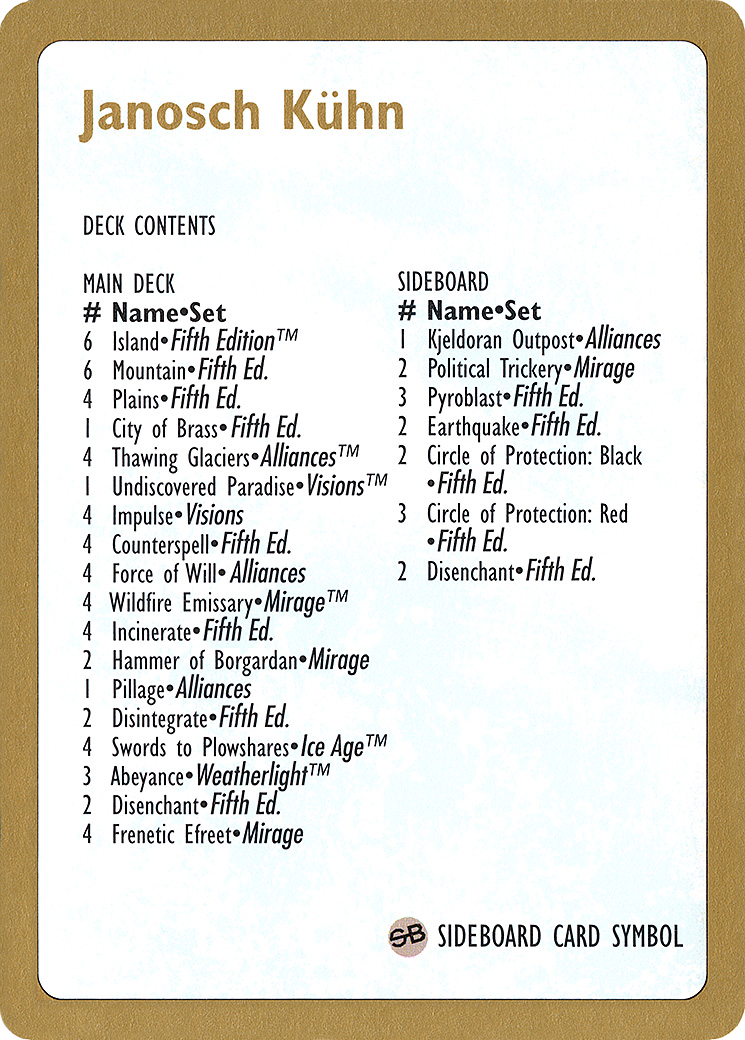 Janosch Kühn
DECK CONTENTS
MAIN DECK
# Name•Set
6 Island•Fifth Edition™
6 Mountain•Fifth Ed.
4 Plains•Fifth Ed.
1 City of Brass•Fifth Ed.
4 Thawing Glaciers•Alliances™
1 Undiscovered Paradise•Visions™
4 Impulse•Visions
4 Counterspell•Fifth Ed.
4 Force of Will•Alliances
4 Wildfire Emissary•Mirage™
4 Incinerate•Fifth Ed.
2 Hammer of Borgardan•Mirage
1 Pillage•Alliances
2 Disintegrate•Fifth Ed.
4 Swords to Plowshares•Ice Age™
3 Abeyance•Weatherlight™
2 Disenchant•Fifth Ed.
4 Frenetic Efreet•Mirage
SIDEBOARD
# Name•Set
1 Kjeldoran Outpost•Alliances
2 Political Trickery•Mirage
3 Pyroblast•Fifth Ed.
2 Earthquake•Fifth Ed.
2 Circle of Protection: Black
•Fifth Ed.
3 Circle of Protection: Red
•Fifth Ed.
2 Disenchant•Fifth Ed.
SB SIDEBOARD CARD SYMBOL